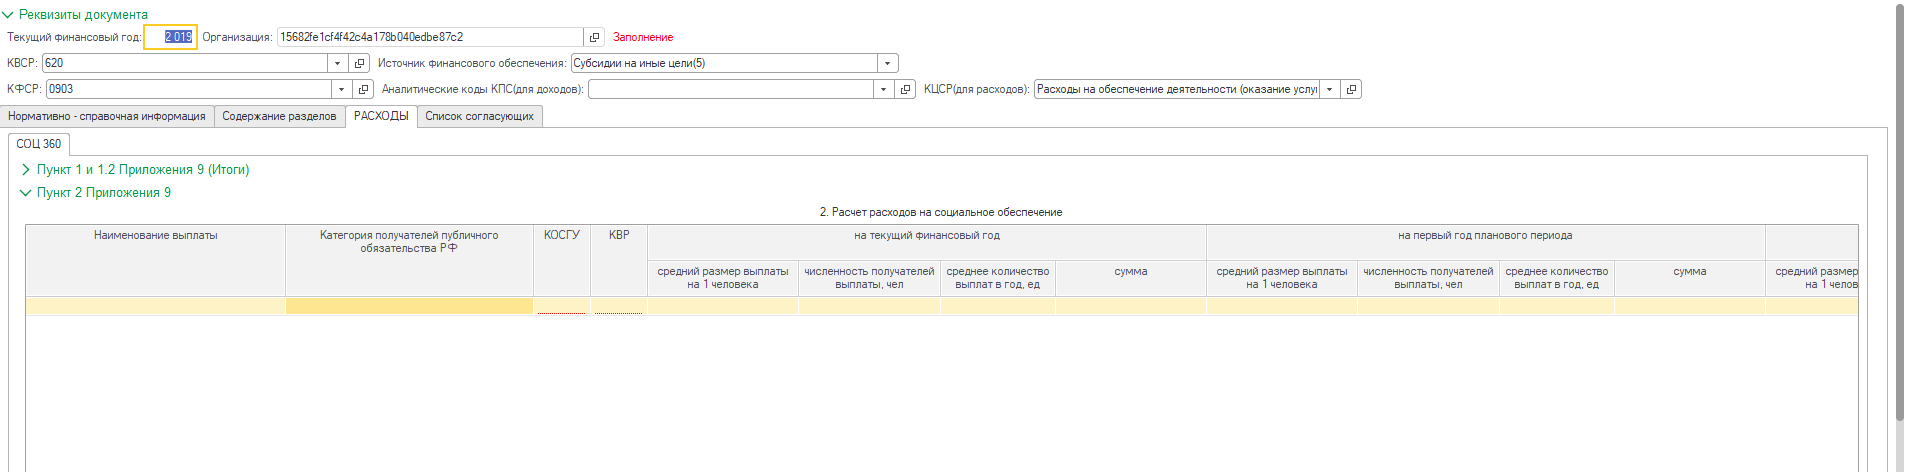 Реквизиты документа
Текущий финансовый год: 2 019 Организация: 15682fe1cf4f42c4a178b040edbe87c2 Заполнение
КВСР: 620 Источник финансового обеспечения: Субсидии на иные цели(5)
КФСР: 0903 Аналитические коды КПС(для доходов): КЦСР(для расходов): Расходы на обеспечение деятельности (оказание услуг
Нормативно - справочная информация Содержание разделов РАСХОДЫ Список согласующих
СОЦ 360
Пункт 1 и 1.2 Приложения 9 (Итоги)
Пункт 2 Приложения 9
2. Расчет расходов на социальное обеспечение
Наименование выплаты Категория получателей публичного КОСГУ КВР на текущий финансовый год на первый год планового периода
обязательства РФ
средний размер выплаты численность получателей среднее количество сумма средний размер выплаты численность получателей среднее количество сумма средний размер
на 1 человека выплаты, чел выплат в год, ед на 1 человека выплаты, чел выплат в год, ед на 1 челов